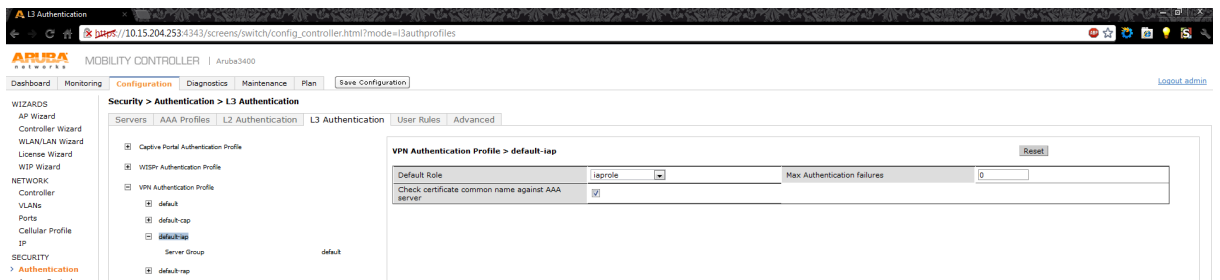 L3 Authentication
https://10.15.204.253:4343/screens/switch/config_controller.html?mode=l3authprofiles
ARUBA networks MOBILITY CONTROLLER | Aruba3400
Dashboard Monitoring Configuration Diagnostics Maintenance Plan Save Configuration Logout admin
WIZARDS
AP Wizard
Controller Wizard
WLAN/LAN Wizard
License Wizard
WIP Wizard
NETWORK
Controller
VLANs
Ports
Cellular Profile
IP
SECURITY
> Authentication
Security > Authentication > L3 Authentication
Servers AAA Profiles L2 Authentication L3 Authentication User Rules Advanced
Captive Portal Authentication Profile
WISPr Authentication Profile
VPN Authentication Profile
default
default-cap
default-iap
Server Group default
default-rap
VPN Authentication Profile > default-iap Reset
Default Role iaprole Max Authentication failures 0
Check certificate common name against AAA
server